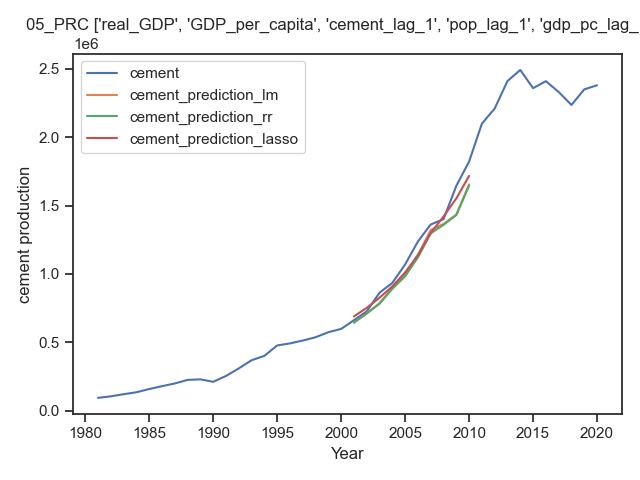 05_PRC ['real_GDP', 'GDP_per_capita', 'cement_lag_1', 'pop_lag_1', 'gdp_pc_lag_
1e6
cement
cement_prediction_lm
cement_prediction_rr
cement_prediction_lasso
2.5
2.0
1.5
1.0
0.5
0.0
cement production
1980 1985 1990 1995 2000 2005 2010 2015 2020
Year